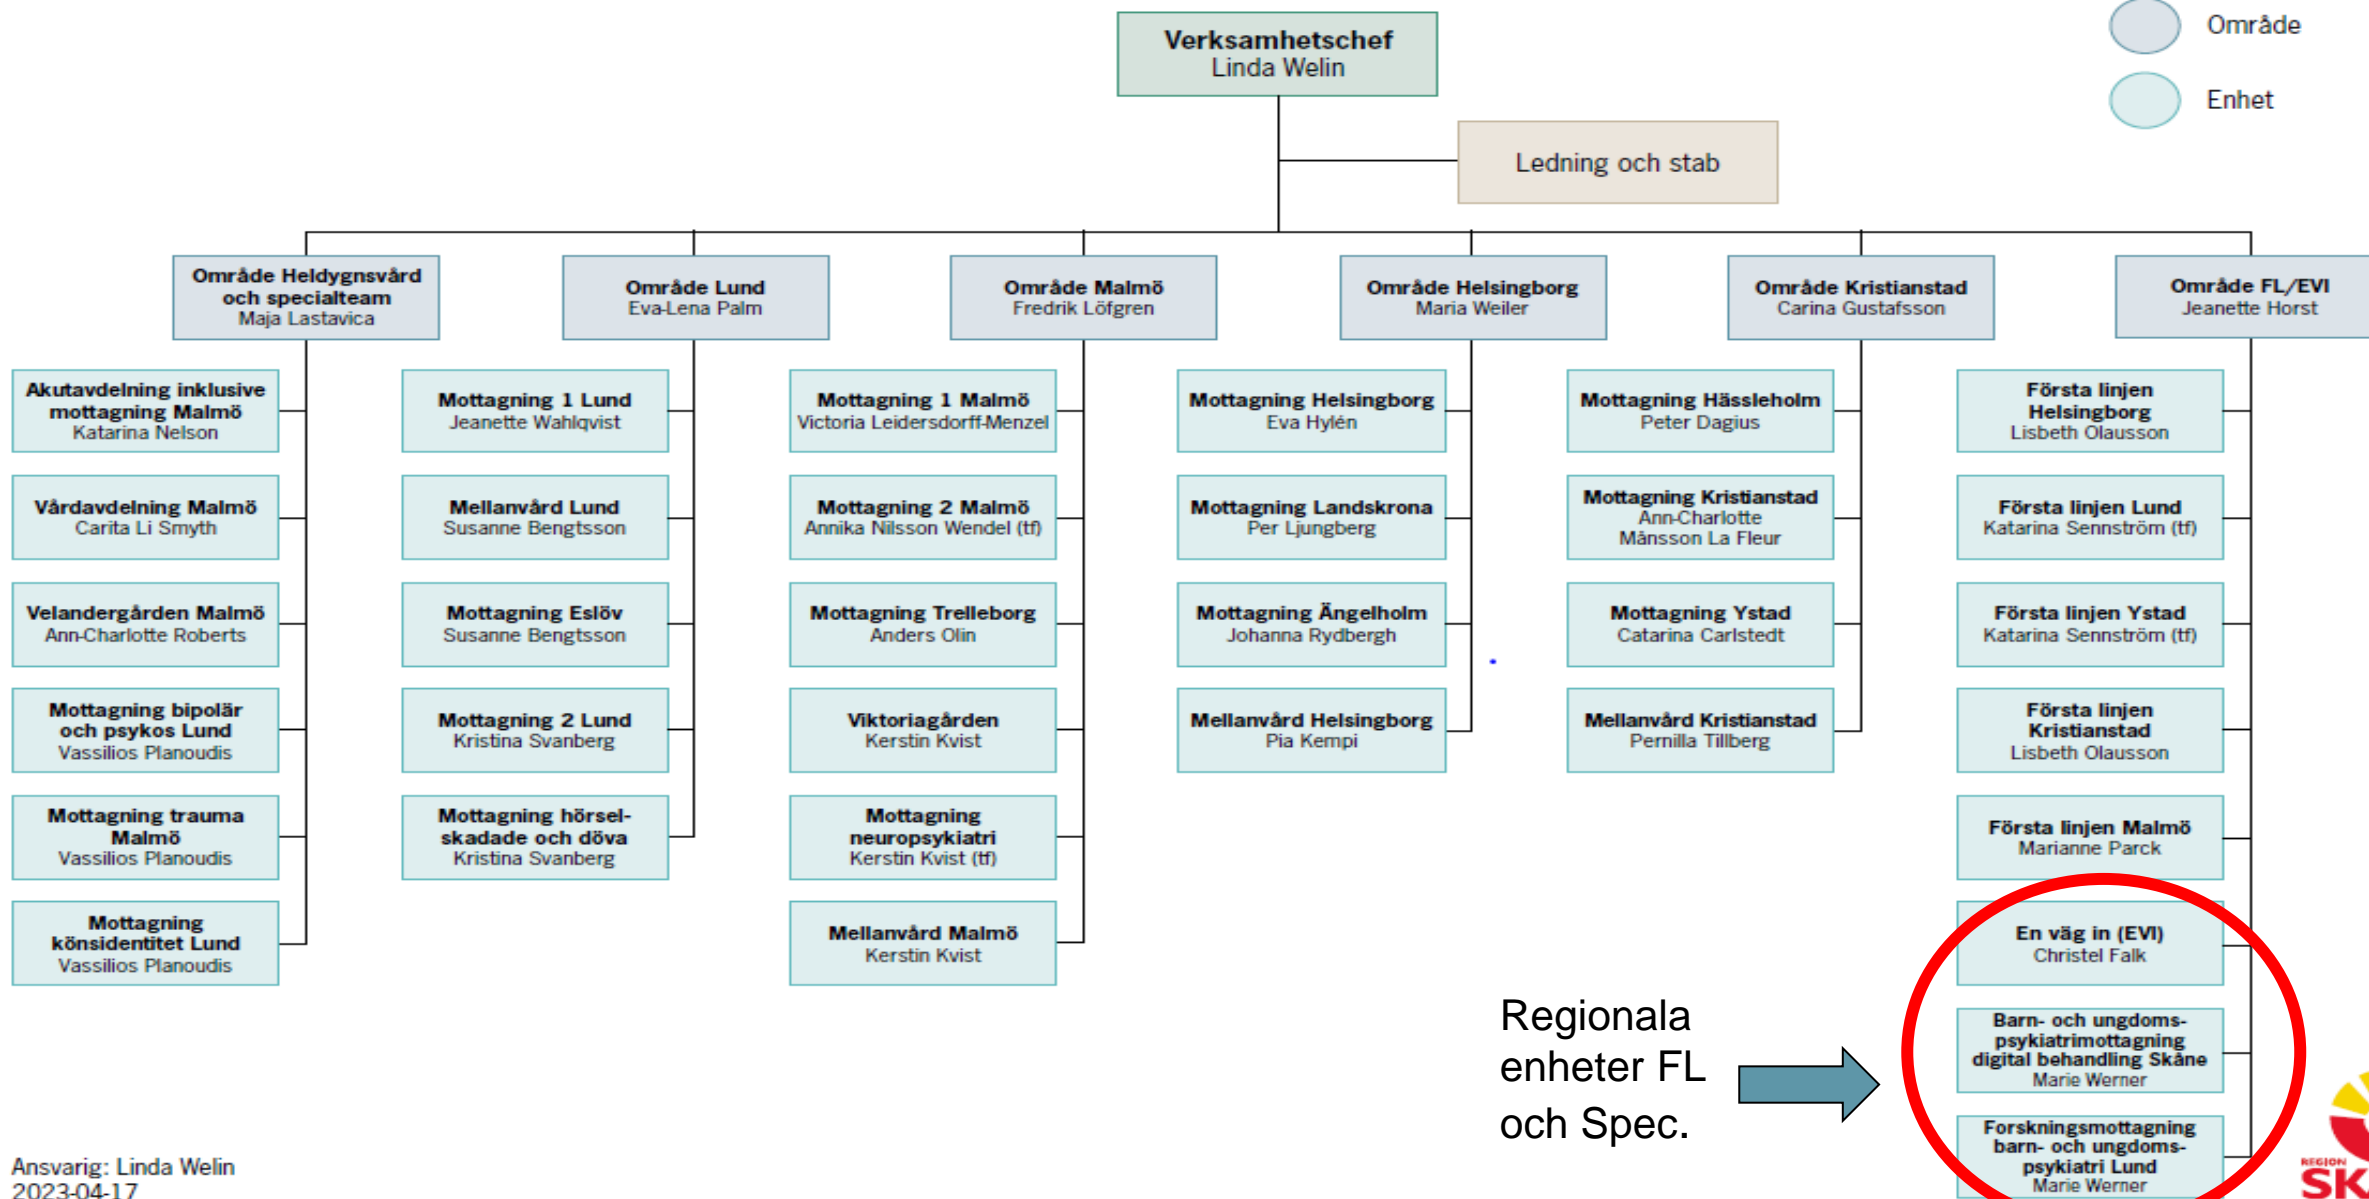 Verksamhetschef
Linda Welin
Område
Enhet
Ledning och stab
Område Heldygnsvård
och specialteam
Maja Lastavica
Område Lund
Eva-Lena Palm
Område Malmö
Fredrik Löfgren
Område Helsingborg
Maria Weiler
Område Kristianstad
Carina Gustafsson
Område FL/EVI
Jeanette Horst
Akutavdelning inklusive
mottagning Malmö
Katarina Nelson
Vårdavdelning Malmö
Carita Li Smyth
Velandergården Malmö
Ann-Charlotte Roberts
Mottagning bipolär
och psykos Lund
Vassilios Planoudis
Mottagning trauma
Malmö
Vassilios Planoudis
Mottagning
könsidentitet Lund
Vassilios Planoudis
Mottagning 1 Lund
Jeanette Wahlqvist
Mellanvård Lund
Susanne Bengtsson
Mottagning Eslöv
Susanne Bengtsson
Mottagning 2 Lund
Kristina Svanberg
Mottagning hörsel-
skadade och döva
Kristina Svanberg
Mottagning 1 Malmö
Victoria Leidersdorff-Menzel
Mottagning 2 Malmö
Annika Nilsson Wendel (tf)
Mottagning Trelleborg
Anders Olin
Viktoriagården
Kerstin Kvist
Mottagning
neuropsykiatri
Kerstin Kvist (tf)
Mellanvård Malmö
Kerstin Kvist
Mottagning Helsingborg
Eva Hylén
Mottagning Landskrona
Per Ljungberg
Mottagning Ängelholm
Johanna Rydbergh
Mellanvård Helsingborg
Pia Kempi
Mottagning Hässleholm
Peter Dagius
Mottagning Kristianstad
Ann-Charlotte
Månsson La Fleur
Mottagning Ystad
Catarina Carlstedt
Mellanvård Kristianstad
Pernilla Tillberg
Första linjen
Helsingborg
Lisbeth Olausson
Första linjen Lund
Katarina Sennström (tf)
Första linjen Ystad
Katarina Sennström (tf)
Första linjen
Kristianstad
Lisbeth Olausson
Första linjen Malmö
Marianne Parck
En väg in (EVI)
Christel Falk
Barn- och ungdoms-
psykiatrimottagning
digital behandling Skåne
Marie Werner
Forskningsmottagning
barn- och ungdoms-
psykiatri Lund
Marie Werner
Regionala
enheter FL
och Spec.
Ansvarig: Linda Welin
2023-04-17
REGION